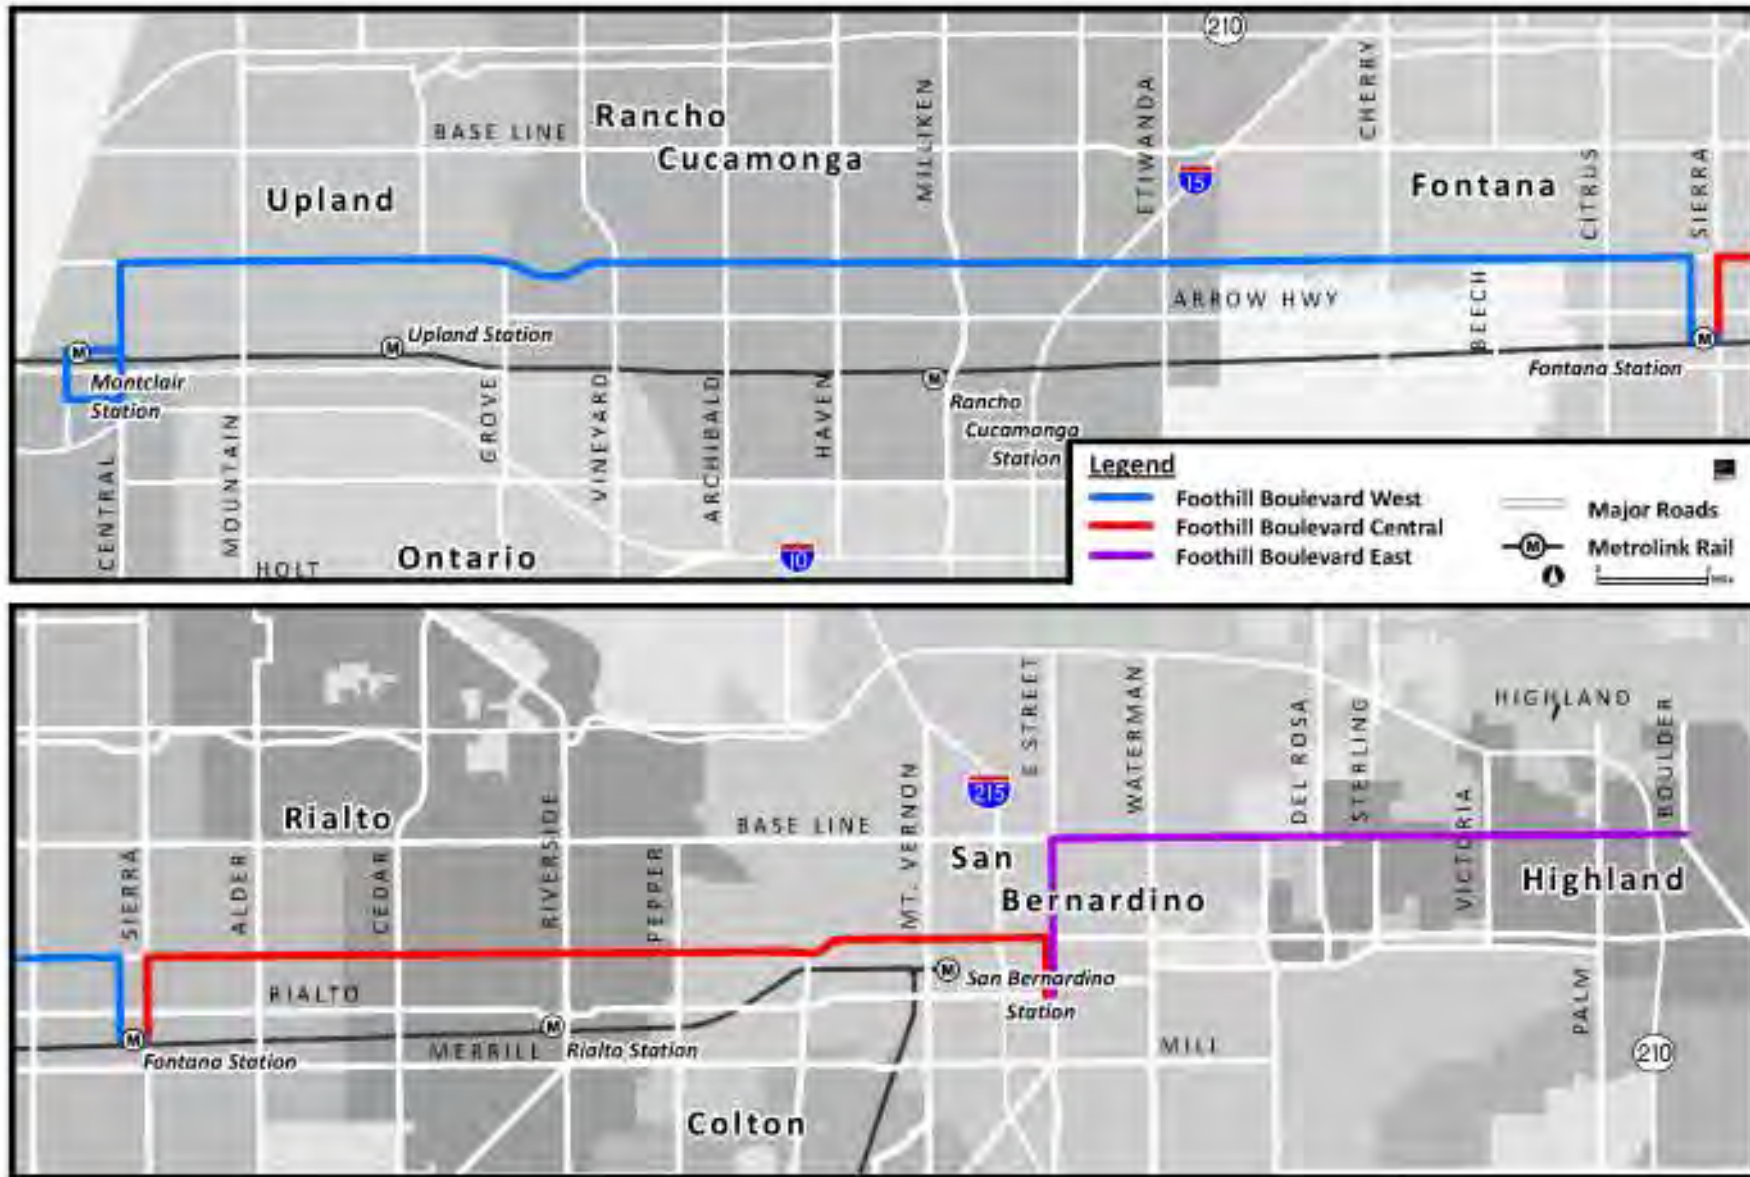 210
CHERRY
MILLIKEN
ETIWANDA
Rancho
BASE LINE
Cucamonga
15
Fontana
CITRUS
SIERRA
Upland
ARROW HWY
BEECH
Upland Station
Montclair
Station
Fontana Station
Rancho
Cucamonga
Station
CENTRAL
MOUNTAIN
GROVE
VINEYARD
ARCHIBALD
HAVEN
HOLT
Ontario
10
Legend
Foothill Boulevard West
Foothill Boulevard Central
Foothill Boulevard East
Major Roads
M Metrolink Rail
M
M
M
M
E STREET
WATERMAN
DEL ROSA
STERLING
HIGHLAND
BOULDER
215
MT. VERNON
VICTORIA
Rialto
BASE LINE
San
Bernardino
Highland
SIERRA
ALDER
CEDAR
RIVERSIDE
PEPPER
RIALTO
M San Bernardino
Station
M
Fontana Station
MERRILL
M
Rialto Station
MILL
PALM
210
Colton